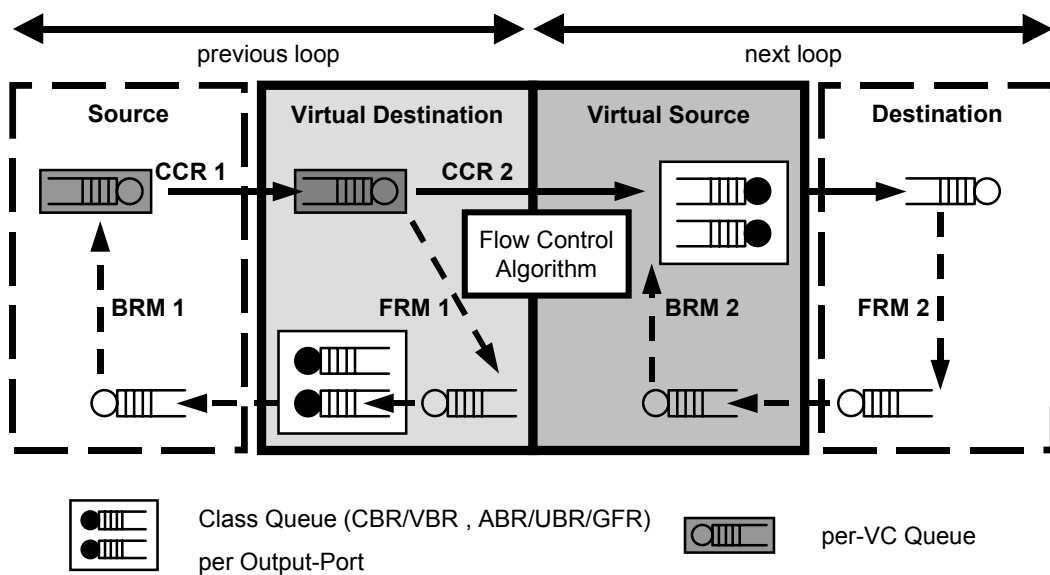 previous loop
next loop
Source
Virtual Destination
Virtual Source
Destination
CCR 1
CCR 2
Flow Control
Algorithm
BRM 1
FRM 1
BRM 2
FRM 2
Class Queue (CBR/VBR , ABR/UBR/GFR)
per Output-Port
per-VC Queue